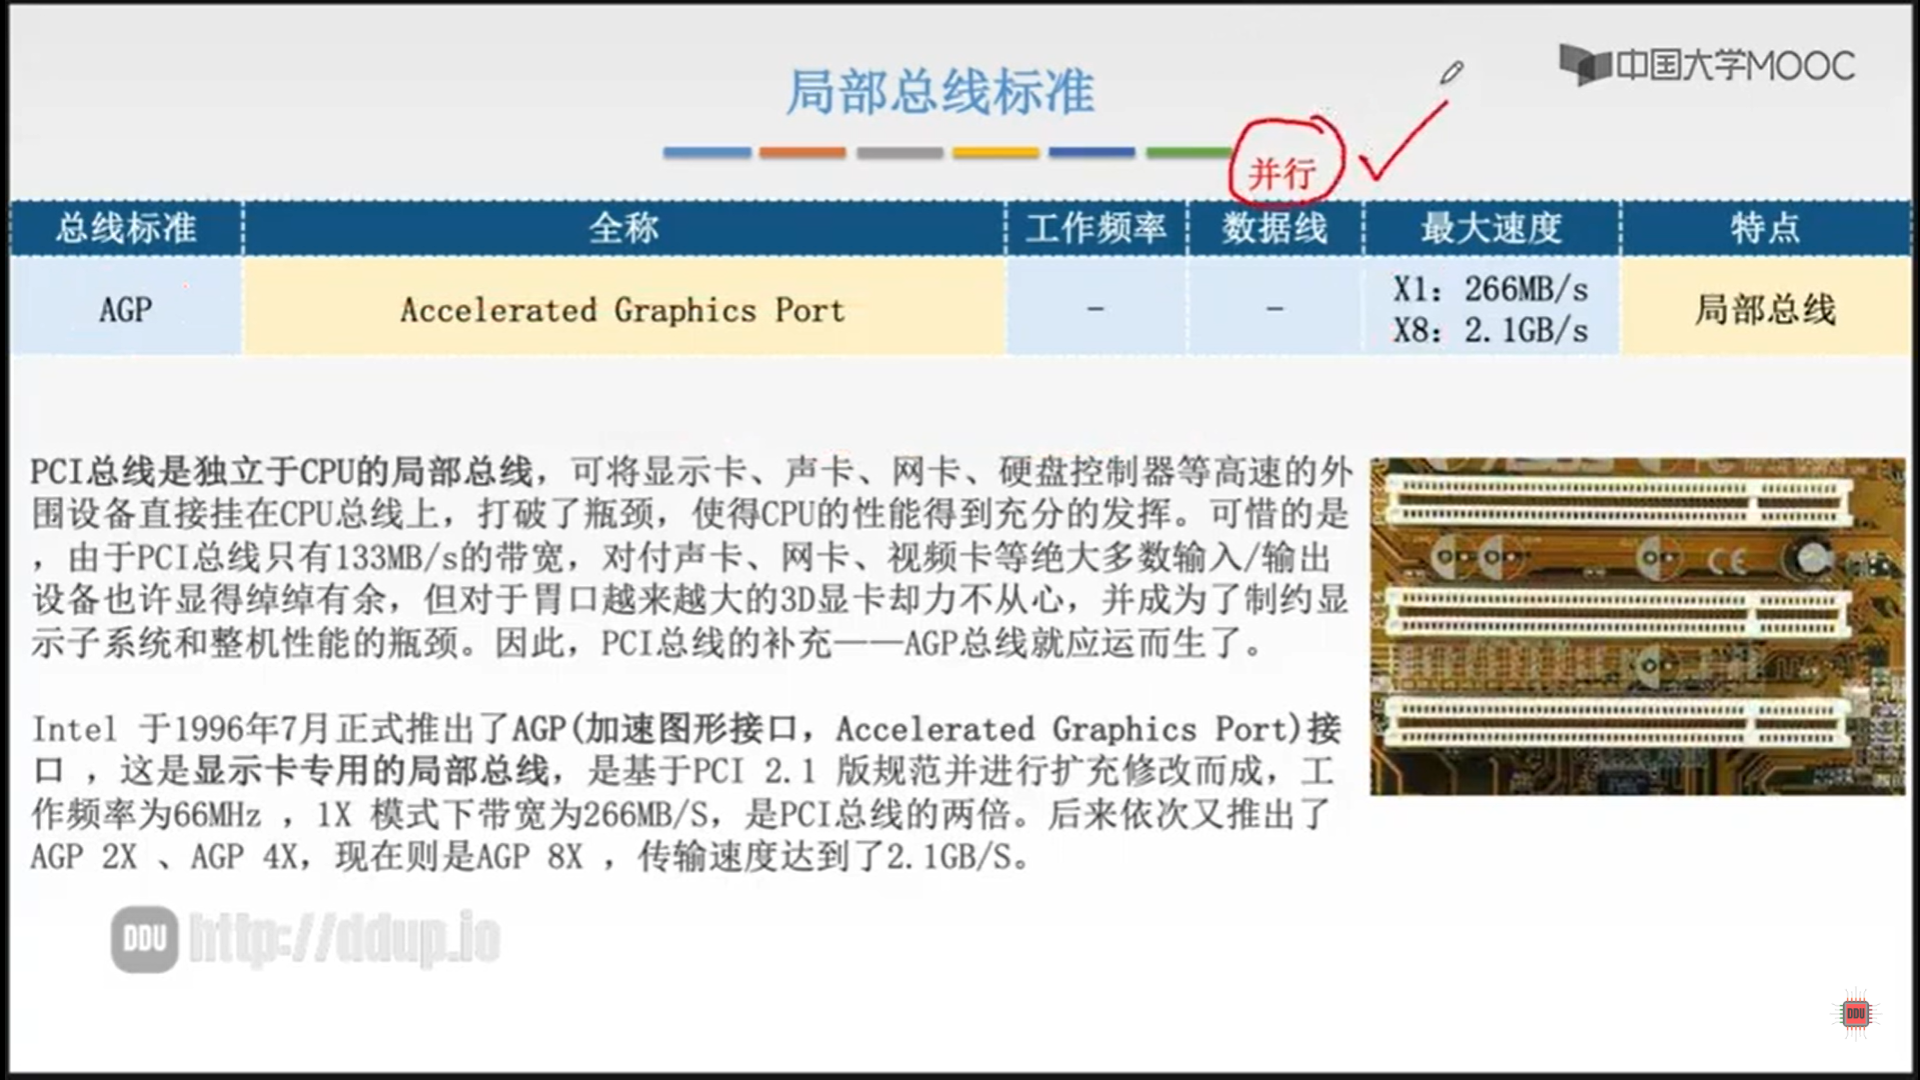 中国大学MOOC
局部总线标准
并行
总线标准 全称 工作频率 数据线 最大速度 特点
AGP Accelerated Graphics Port - - X1: 266MB/s 局部总线
X8: 2.1GB/s
PCI总线是独立于CPU的局部总线，可将显示卡、声卡、网卡、硬盘控制器等高速的外
围设备直接挂在CPU总线上，打破了瓶颈，使得CPU的性能得到充分的发挥。可惜的是
，由于PCI总线只有133MB/s的带宽，对付声卡、网卡、视频卡等绝大多数输入/输出
设备也许显得绰绰有余，但对于胃口越来越大的3D显卡却力不从心，并成为了制约显
示子系统和整机性能的瓶颈。因此，PCI总线的补充——AGP总线就应运而生了。
Intel 于1996年7月正式推出了AGP(加速图形接口，Accelerated Graphics Port)接
口 ，这是显示卡专用的局部总线，是基于PCI 2.1 版规范并进行扩充修改而成，工
作频率为66MHz ，1X 模式下带宽为266MB/S，是PCI总线的两倍。后来依次又推出了
AGP 2X 、AGP 4X，现在则是AGP 8X ，传输速度达到了2.1GB/S。
DDU http://ddup.io
DDU